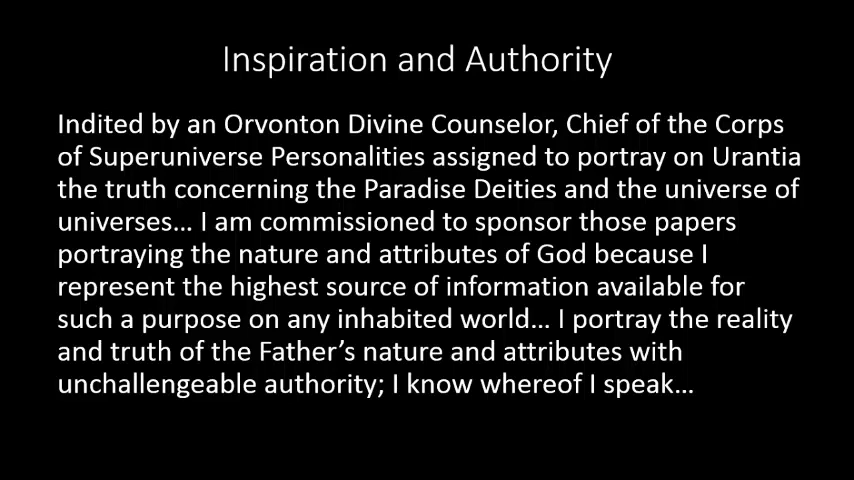 Inspiration and Authority
Indited by an Orvonton Divine Counselor, Chief of the Corps
of Superuniverse Personalities assigned to portray on Urantia
the truth concerning the Paradise Deities and the universe of
universes… I am commissioned to sponsor those papers
portraying the nature and attributes of God because I
represent the highest source of information available for
such a purpose on any inhabited world… I portray the reality
and truth of the Father’s nature and attributes with
unchallengeable authority; I know whereof I speak…